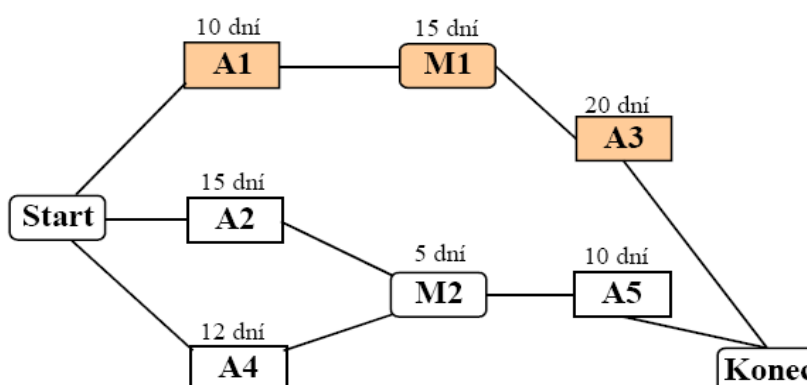 10 dní
A1
15 dní
M1
20 dní
A3
Start
15 dní
A2
5 dní
M2
10 dní
A5
12 dní
A4
Konec